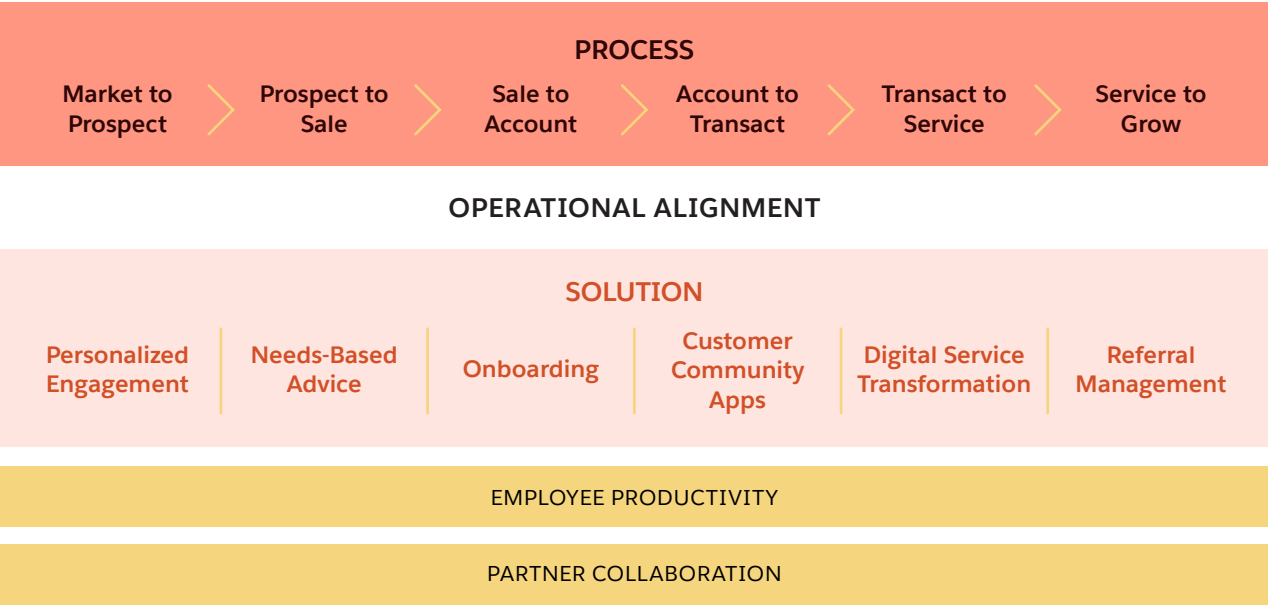 PROCESS
Market to
Prospect
Prospect to
Sale
Sale to
Account
Account to
Transact
Transact to
Service
Service to
Grow
OPERATIONAL ALIGNMENT
SOLUTION
Personalized
Engagement
Needs-Based
Advice
Onboarding
Customer
Community
Apps
Digital Service
Transformation
Referral
Management
EMPLOYEE PRODUCTIVITY
PARTNER COLLABORATION